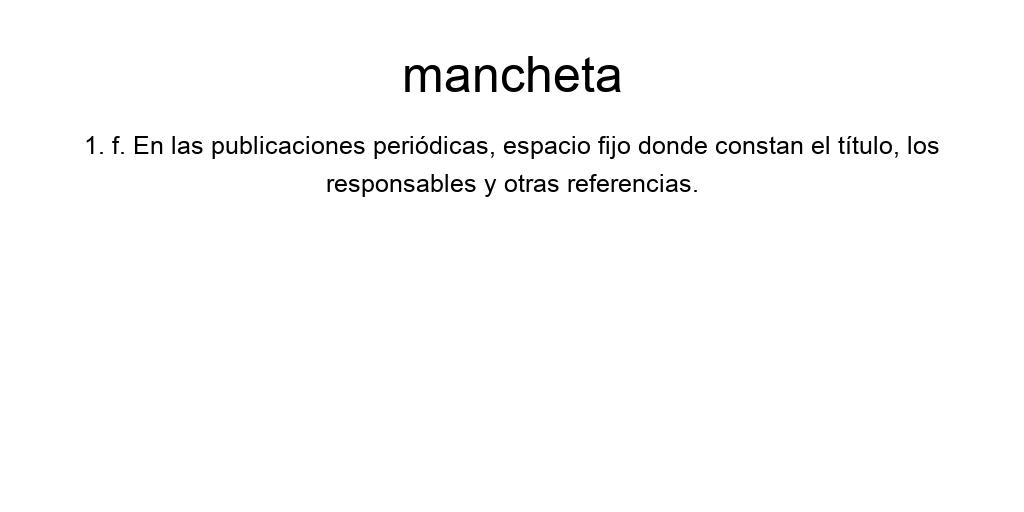 mancheta
1. f. En las publicaciones periódicas, espacio fijo donde constan el título, los
responsables y otras referencias.